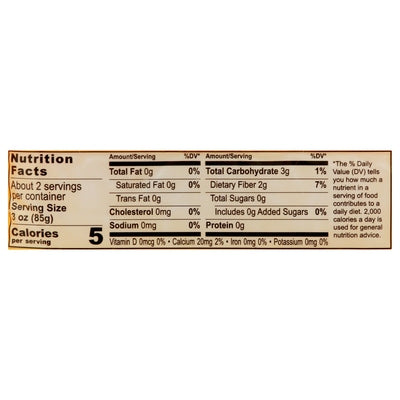 Nutrition
Facts
About 2 servings
per container
Serving Size
3 oz (85g)
Calories
per serving
5
Amount/Serving %DV*
Total Fat 0g 0%
Saturated Fat 0g 0%
Trans Fat 0g
Cholesterol 0mg 0%
Sodium 0mg 0%
Amount/Serving %DV*
Total Carbohydrate 3g 1%
Dietary Fiber 2g 7%
Total Sugars 0g
Includes 0g Added Sugars 0%
Protein 0g
Vitamin D 0mcg 0% • Calcium 20mg 2% • Iron 0mg 0% • Potassium 0mg 0%
*The % Daily
Value (DV) tells
you how much a
nutrient in a
serving of food
contributes to a
daily diet. 2,000
calories a day is
used for general
nutrition advice.